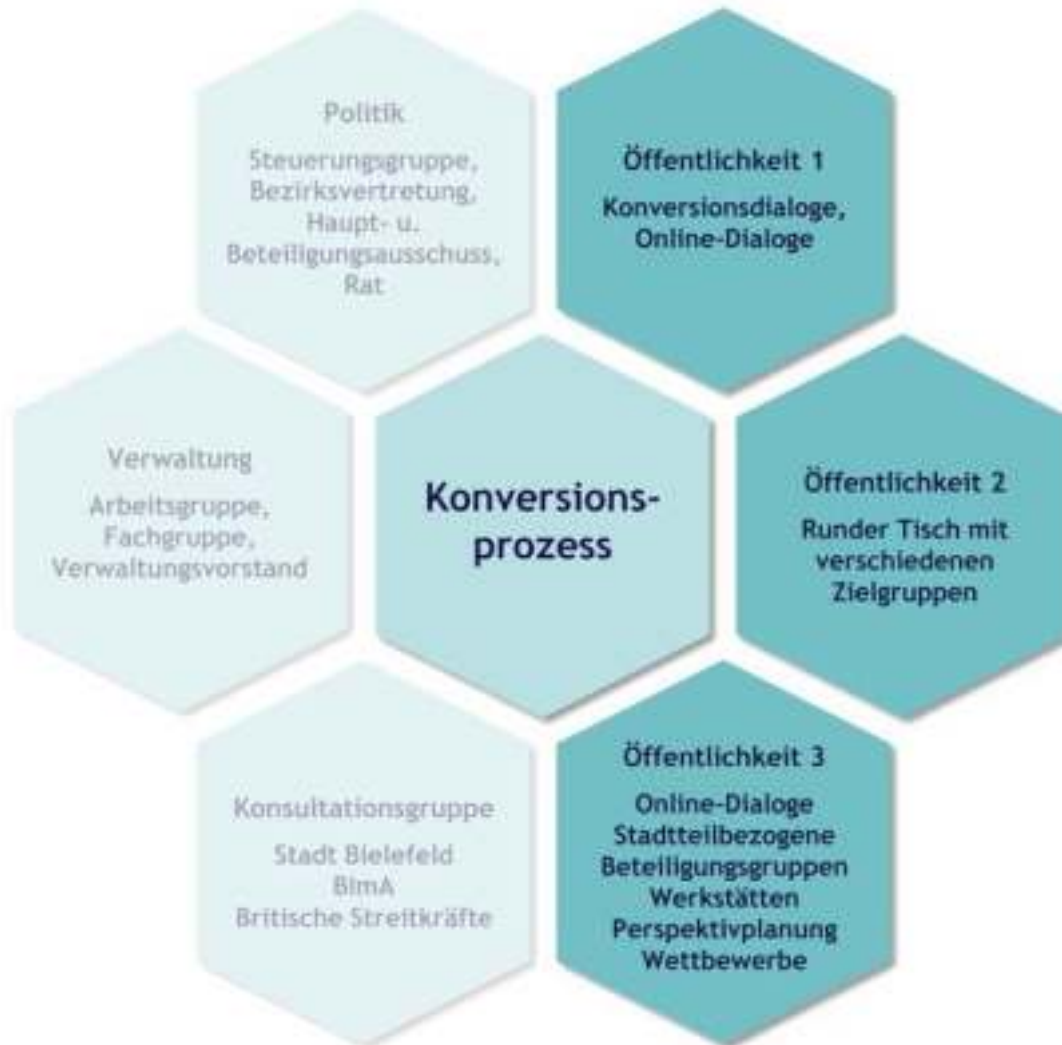 Politik
Steuerungsgruppe,
Bezirksvertretung,
Haupt- u.
Beteiligungsausschuss,
Rat
Öffentlichkeit 1
Konversionsdialoge,
Online-Dialoge
Verwaltung
Arbeitsgruppe,
Fachgruppe,
Verwaltungsvorstand
Konversions-
prozess
Öffentlichkeit 2
Runder Tisch mit
verschiedenen
Zielgruppen
Konsultationsgruppe
Stadt Bielefeld
BImA
Britische Streitkräfte
Öffentlichkeit 3
Online-Dialoge
Stadtteilbezogene
Beteiligungsgruppen
Werkstätten
Perspektivplanung
Wettbewerbe